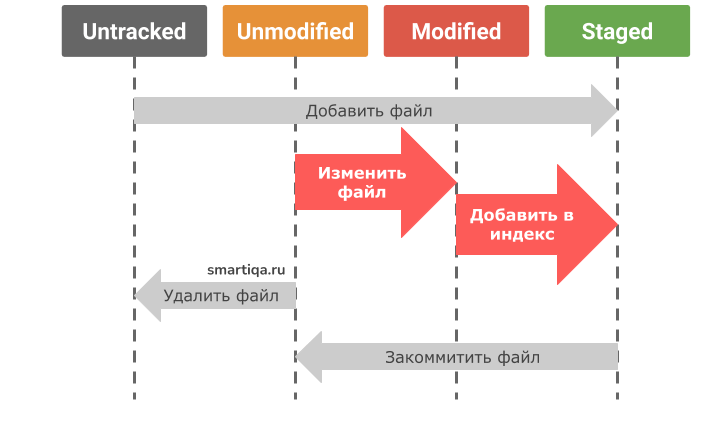 Untracked
Unmodified
Modified
Staged
Добавить файл
Изменить
файл
Добавить в
индекс
smartiqa.ru
Удалить файл
Закоммитить файл